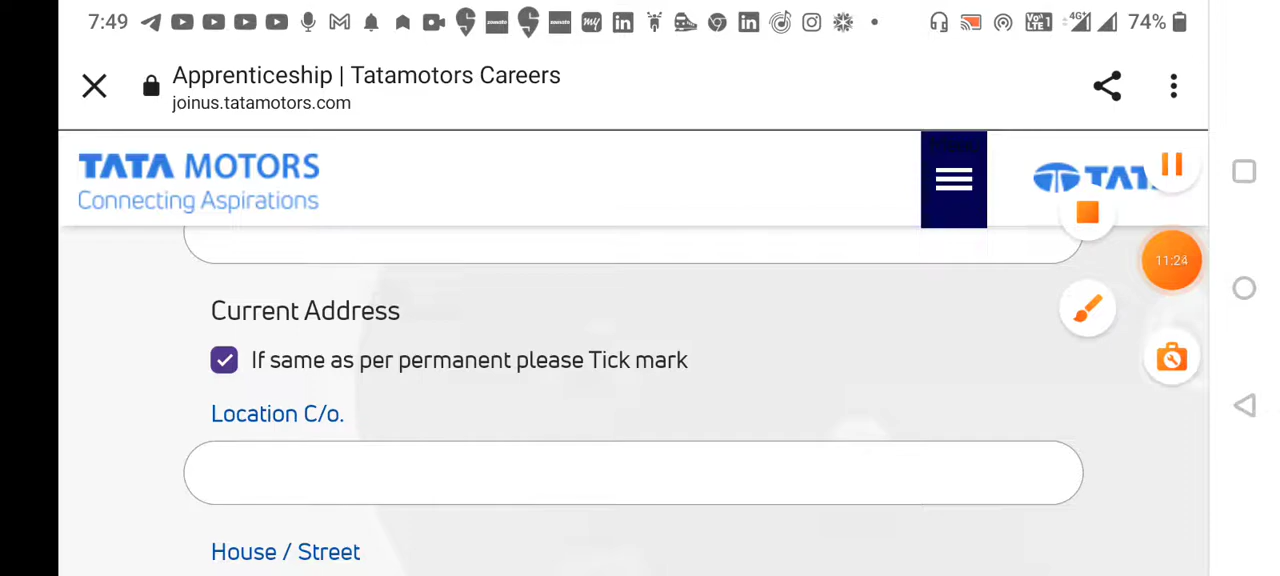 7:49 74%
Apprenticeship | Tatamotors Careers
joinus.tatamotors.com
TATA MOTORS
Connecting Aspirations
11:24
Current Address
If same as per permanent please Tick mark
Location C/o.
House / Street